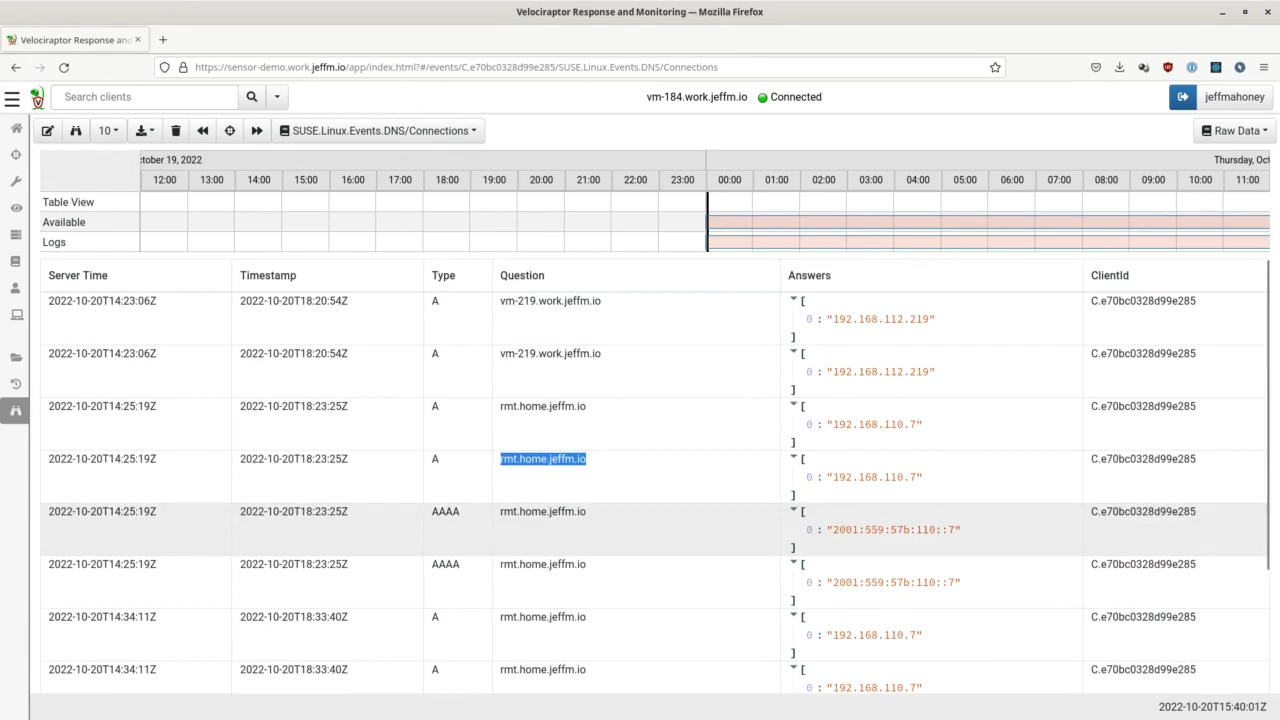 Velociraptor Response and Monitoring — Mozilla Firefox
Velociraptor Response and
https://sensor-demo.work.jeffm.io/app/index.html?#/events/C.e70bc0328d99e285/SUSE.Linux.Events.DNS/Connections
Search clients
vm-184.work.jeffm.io Connected
jeffmahoney
10 SUSE.Linux.Events.DNS/Connections Raw Data
tober 19, 2022 Thursday, Oct
12:00 13:00 14:00 15:00 16:00 17:00 18:00 19:00 20:00 21:00 22:00 23:00 00:00 01:00 02:00 03:00 04:00 05:00 06:00 07:00 08:00 09:00 10:00 11:00
Table View
Available
Logs
Server Time Timestamp Type Question Answers ClientId
2022-10-20T14:23:06Z 2022-10-20T18:20:54Z A vm-219.work.jeffm.io [ C.e70bc0328d99e285
0 : "192.168.112.219"
]
2022-10-20T14:23:06Z 2022-10-20T18:20:54Z A vm-219.work.jeffm.io [ C.e70bc0328d99e285
0 : "192.168.112.219"
]
2022-10-20T14:25:19Z 2022-10-20T18:23:25Z A rmt.home.jeffm.io [ C.e70bc0328d99e285
0 : "192.168.110.7"
]
2022-10-20T14:25:19Z 2022-10-20T18:23:25Z A rmt.home.jeffm.io [ C.e70bc0328d99e285
0 : "192.168.110.7"
]
2022-10-20T14:25:19Z 2022-10-20T18:23:25Z AAAA rmt.home.jeffm.io [ C.e70bc0328d99e285
0 : "2001:559:57b:110::7"
]
2022-10-20T14:25:19Z 2022-10-20T18:23:25Z AAAA rmt.home.jeffm.io [ C.e70bc0328d99e285
0 : "2001:559:57b:110::7"
]
2022-10-20T14:34:11Z 2022-10-20T18:33:40Z A rmt.home.jeffm.io [ C.e70bc0328d99e285
0 : "192.168.110.7"
]
2022-10-20T14:34:11Z 2022-10-20T18:33:40Z A rmt.home.jeffm.io [ C.e70bc0328d99e285
0 : "192.168.110.7"
2022-10-20T15:40:01Z